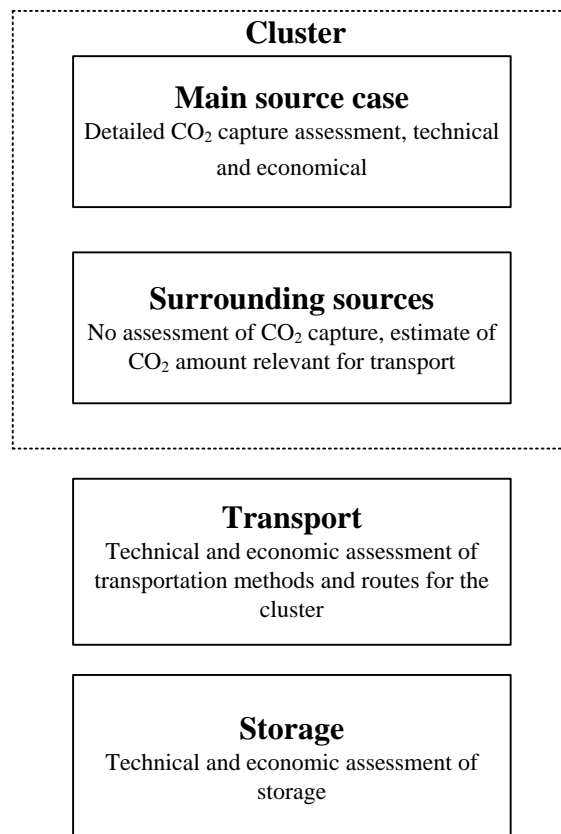 Cluster
Main source case
Detailed CO₂ capture assessment, technical
and economical
Surrounding sources
No assessment of CO₂ capture, estimate of
CO₂ amount relevant for transport
Transport
Technical and economic assessment of
transportation methods and routes for the
cluster
Storage
Technical and economic assessment of
storage